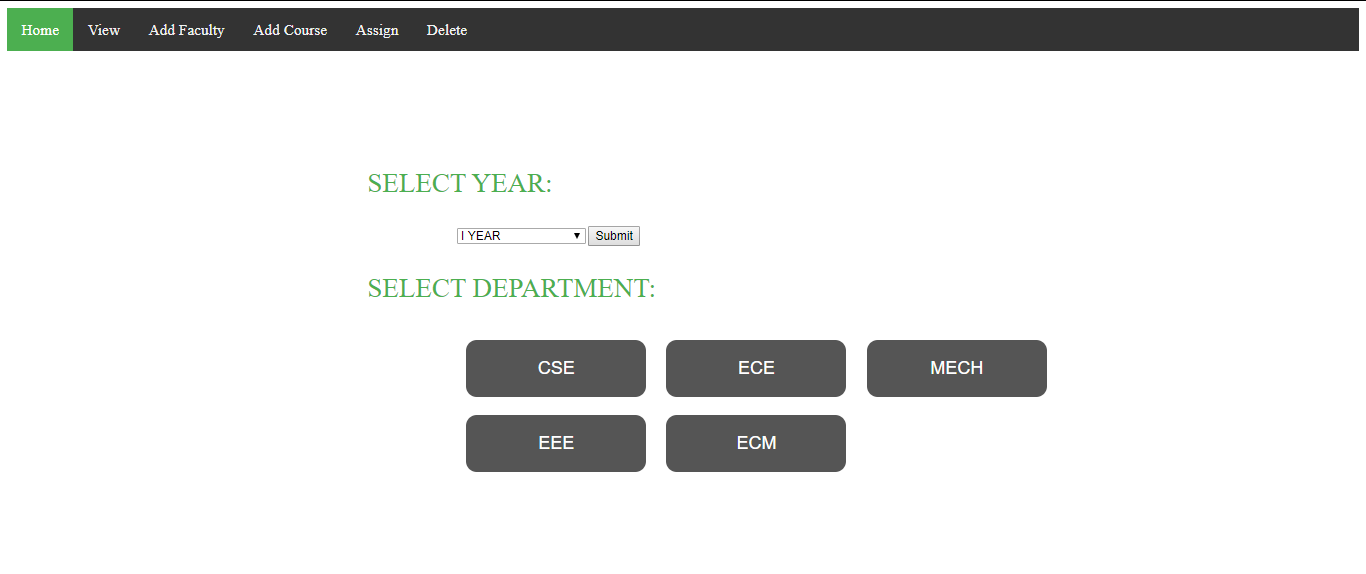 Home View Add Faculty Add Course Assign Delete
SELECT YEAR:
I YEAR Submit
SELECT DEPARTMENT:
CSE ECE MECH
EEE ECM